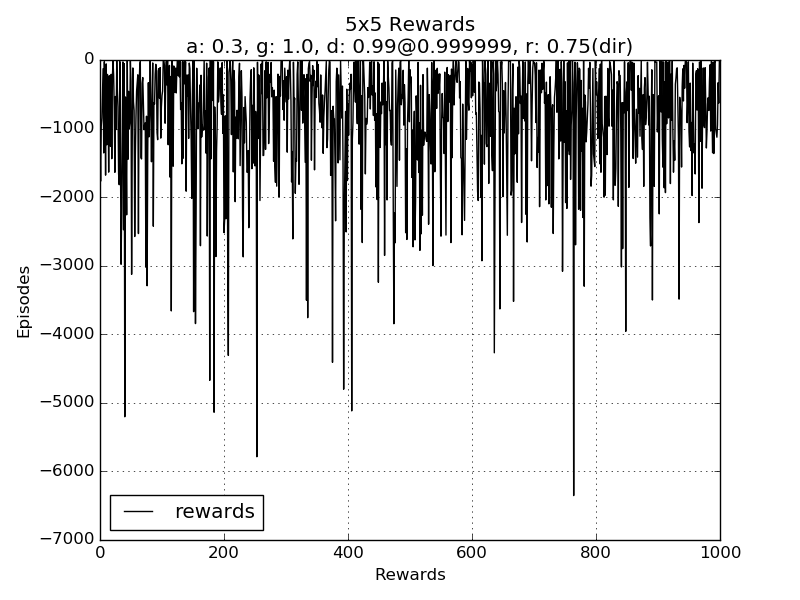 5x5 Rewards
a: 0.3, g: 1.0, d: 0.99@0.999999, r: 0.75(dir)
0
−1000
−2000
−3000
−4000
−5000
−6000
−7000
Episodes
rewards
0 200 400 600 800 1000
Rewards